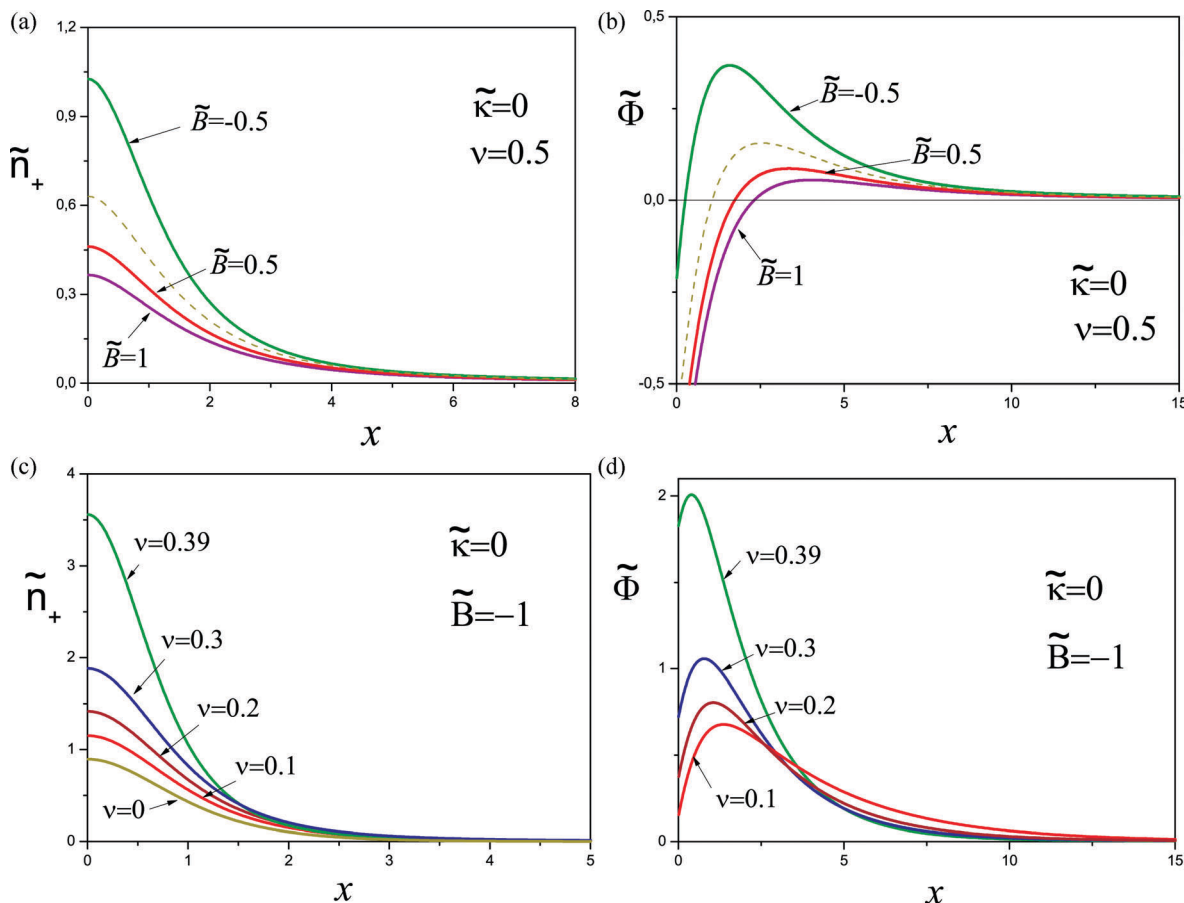 (a)
1,2
0,9
0,6
0,3
0,0
ñ₊
B̃=-0.5
κ̃=0
ν=0.5
B̃=0.5
B̃=1
0 2 4 6 8
x
(b)
0,5
0,0
-0,5
Φ̃
B̃=-0.5
B̃=0.5
B̃=1
κ̃=0
ν=0.5
0 5 10 15
x
(c)
4
3
2
1
0
ñ₊
ν=0.39
κ̃=0
B̃=−1
ν=0.3
ν=0.2
ν=0.1
ν=0
0 1 2 3 4 5
x
(d)
2
1
0
Φ̃
ν=0.39
κ̃=0
ν=0.3
B̃=−1
ν=0.2
ν=0.1
0 5 10 15
x